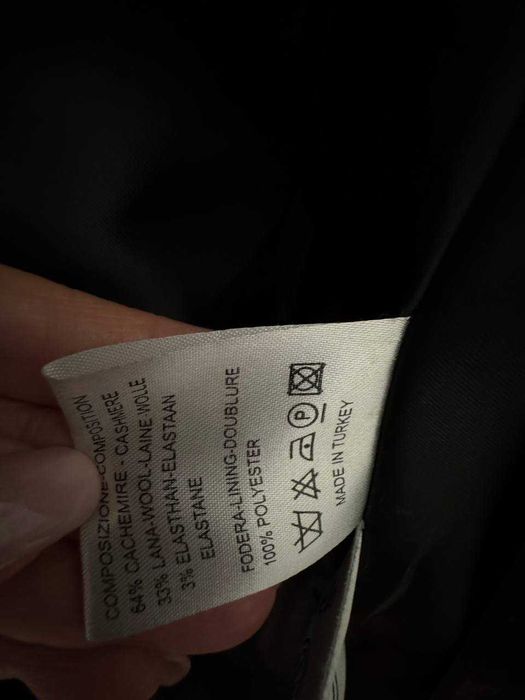 COMPOSIZIONE-COMPOSITION
64% CACHEMIRE - CASHMERE
33% LANA-WOOL-LAINE-WOLLE
3% ELASTHAN-ELASTAAN
ELASTANE
FODERA-LINING-DOUBLURE
100% POLYESTER
P
MADE IN TURKEY